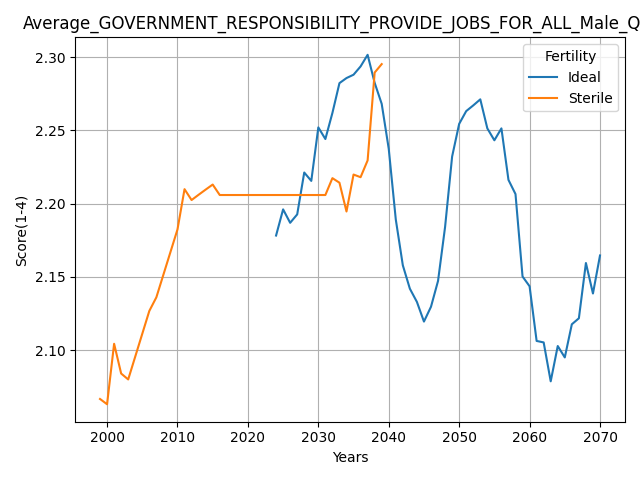 Average_GOVERNMENT_RESPONSIBILITY_PROVIDE_JOBS_FOR_ALL_Male_Q
Fertility
Ideal
Sterile
Score(1-4)
2.30
2.25
2.20
2.15
2.10
2000 2010 2020 2030 2040 2050 2060 2070
Years